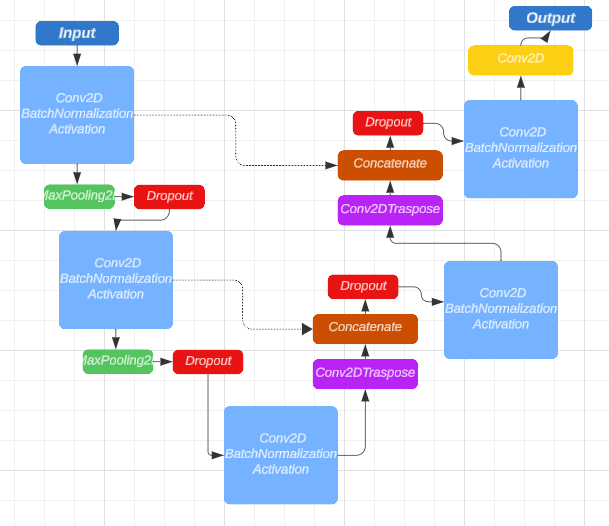 Input
Conv2D
BatchNormalization
Activation
MaxPooling2
Dropout
Conv2D
BatchNormalization
Activation
MaxPooling2
Dropout
Conv2D
BatchNormalization
Activation
Conv2DTraspose
Concatenate
Dropout
Conv2D
BatchNormalization
Activation
Conv2DTraspose
Concatenate
Dropout
Conv2D
BatchNormalization
Activation
Conv2D
Output